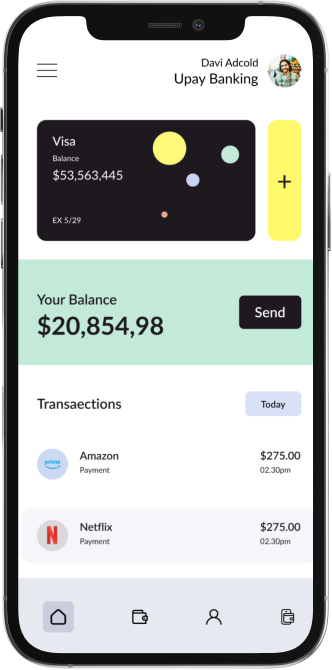 Davi Adcold
Upay Banking
Visa
Balance
$53,563,445
EX 5/29
+
Your Balance
$20,854,98
Send
Transaections
Today
prime
Amazon
$275.00
Payment
02.30pm
N
Netflix
$275.00
Payment
02.30pm